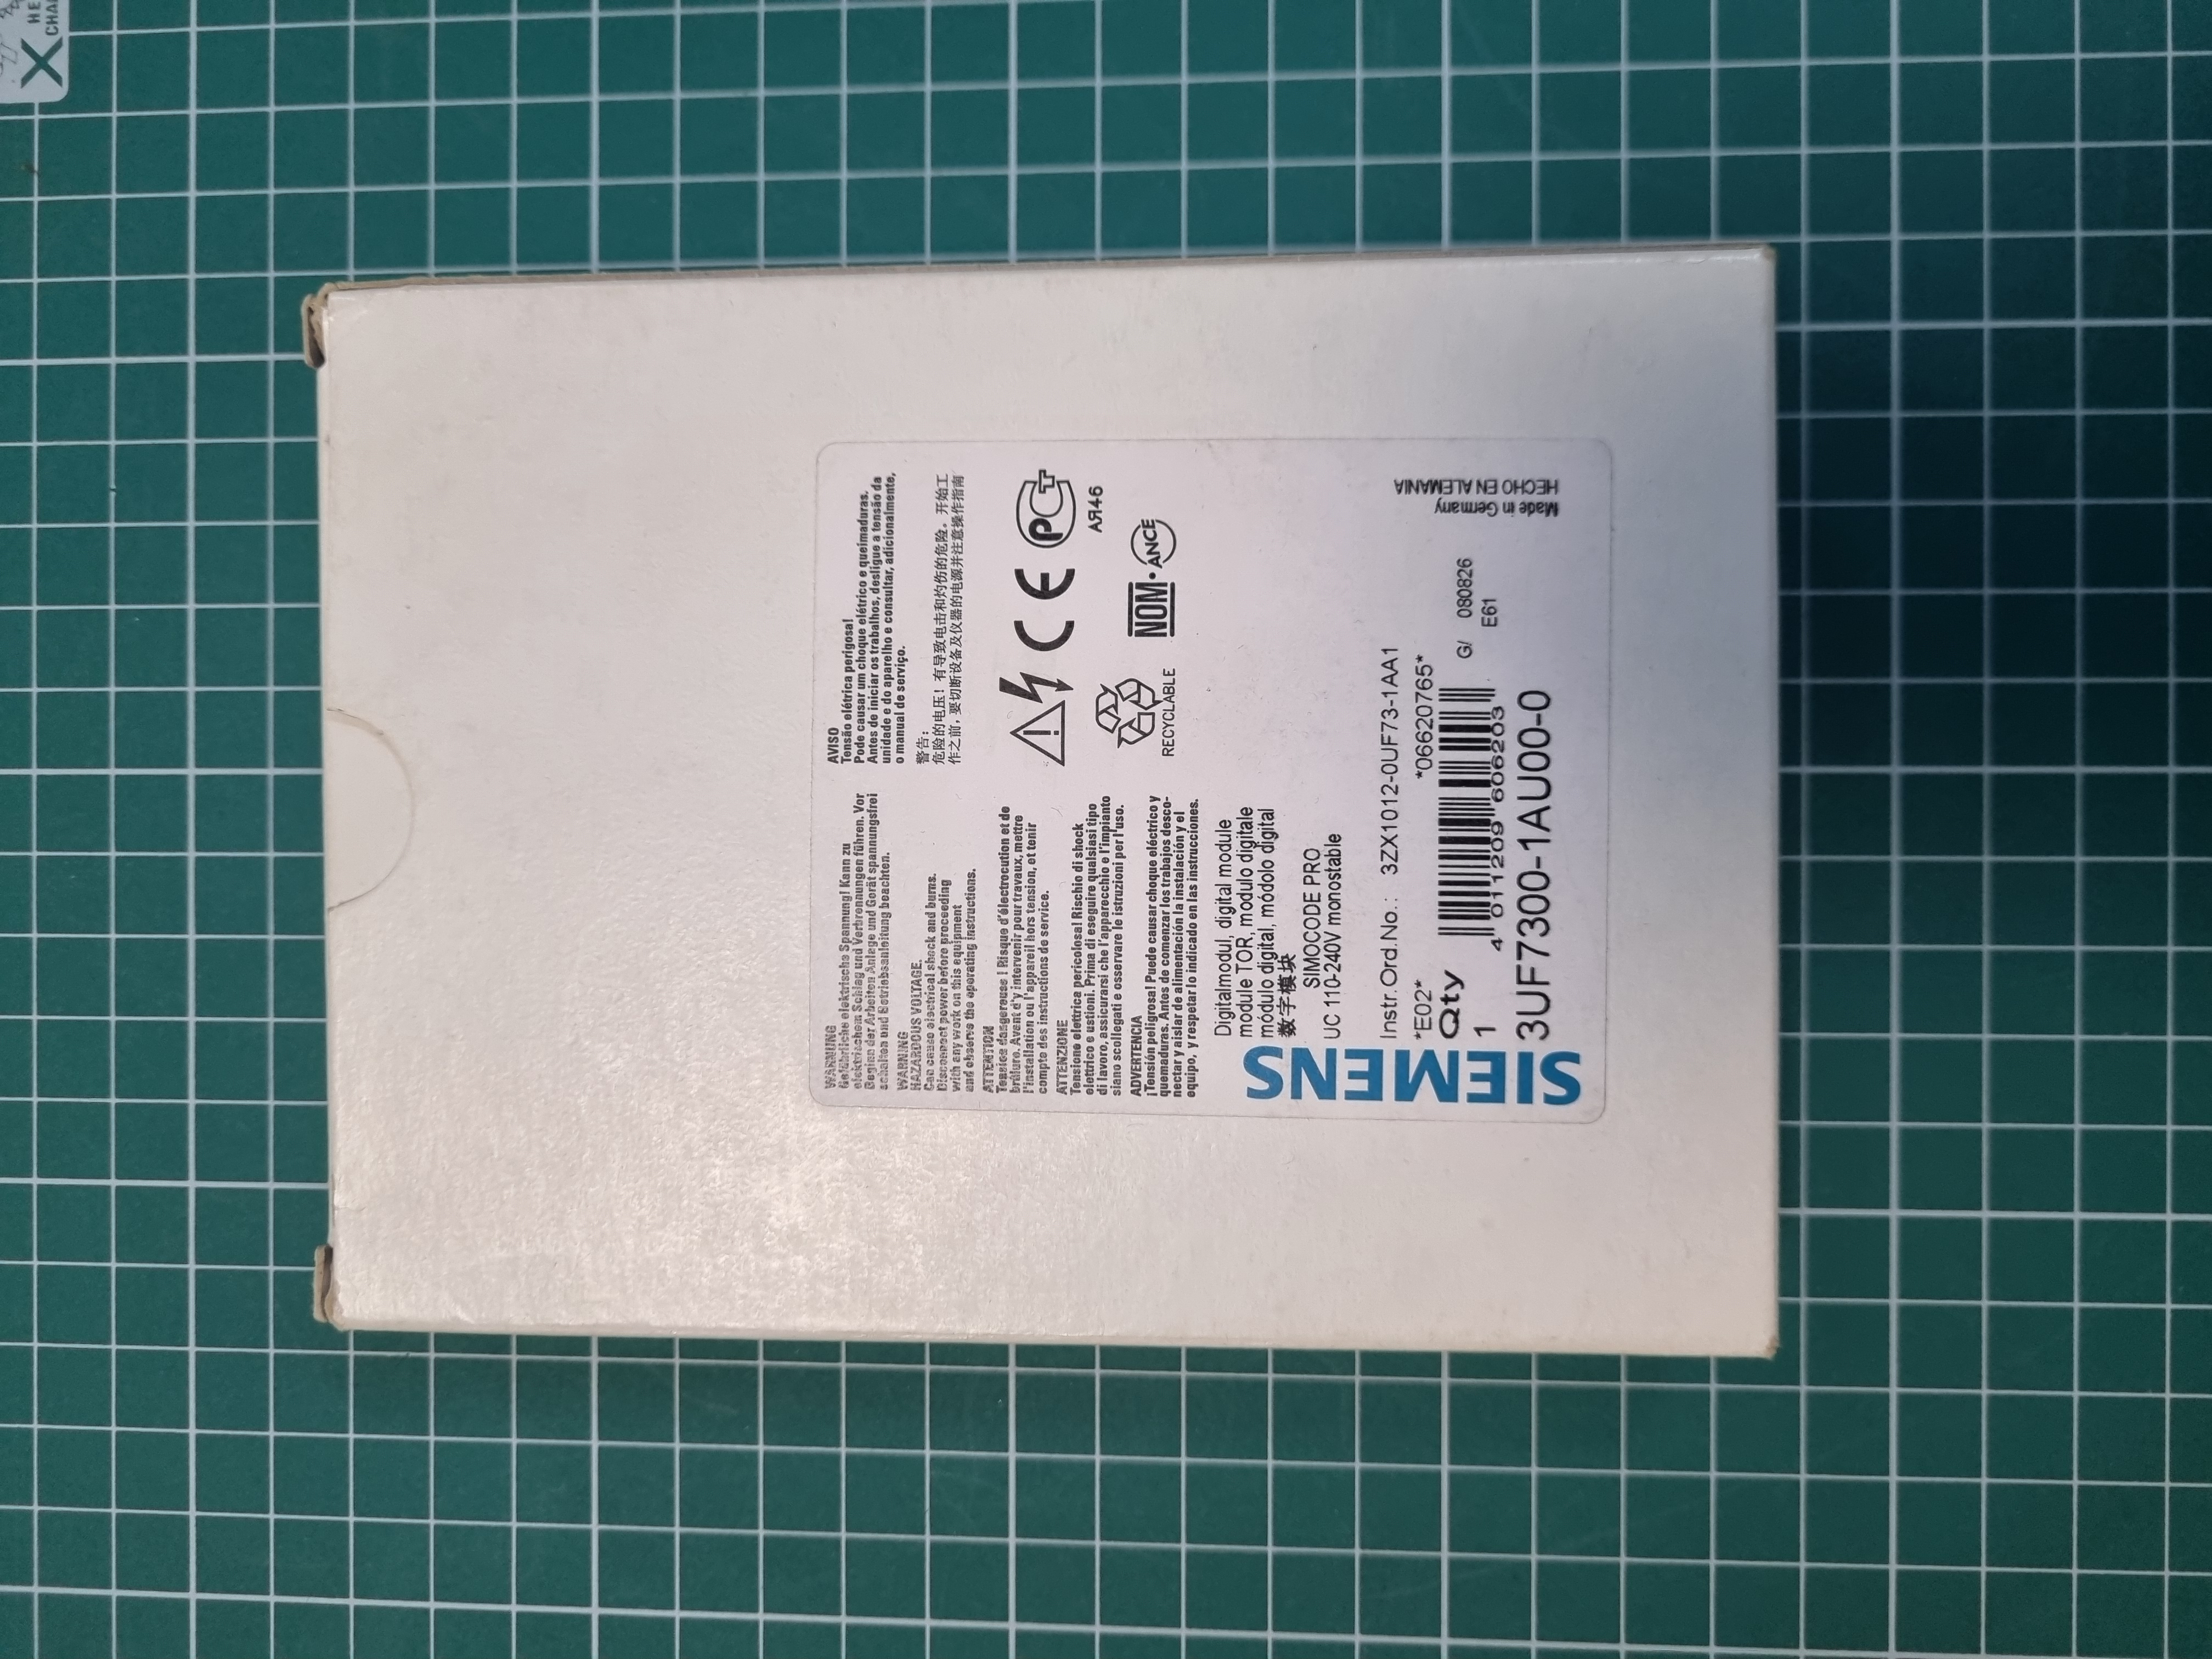 WARNUNG
Gefährliche elektrische Spannung! Kann zu
elektrischem Schlag und Verbrennungen führen. Vor
Beginn der Arbeiten Anlage und Gerät spannungsfrei
schalten und Betriebsanleitung beachten.
WARNING
HAZARDOUS VOLTAGE.
Can cause electrical shock and burns.
Disconnect power before proceeding
with any work on this equipment
and observe the operating instructions.
ATTENTION
Tension dangereuse ! Risque d'électrocution et de
brûlure. Avant d'y intervenir pour travaux, mettre
l'installation ou l'appareil hors tension, et tenir
compte des instructions de service.
ATTENZIONE
Tensione elettrica pericolosa! Rischio di shock
elettrico e ustioni. Prima di eseguire qualsiasi tipo
di lavoro, assicurarsi che l'apparecchio e l'impianto
siano scollegati e osservare le istruzioni per l'uso.
ADVERTENCIA
¡Tensión peligrosa! Puede causar choque eléctrico y
quemaduras. Antes de comenzar los trabajos desco-
nectar y aislar de alimentación la instalación y el
equipo, y respetar lo indicado en las instrucciones.
AVISO
Tensão elétrica perigosa!
Pode causar um choque elétrico e queimaduras.
Antes de iniciar os trabalhos, desligue a tensão da
unidade e do aparelho e consultar, adicionalmente,
o manual de serviço.
警告:
危险的电压! 有导致电击和灼伤的危险。开始工
作之前, 要切断设备及仪器的电源并注意操作指南
CE
РСТ
АЯ46
RECYCLABLE
NOM·ANCE
SIEMENS
Digitalmodul, digital module
module TOR, modulo digitale
módulo digital, módolo digital
数字模块
SIMOCODE PRO
UC 110-240V monostable
Instr.Ord.No.: 3ZX1012-0UF73-1AA1
*E02* *06620765*
Qty
1
4 011209 606203
G/ 080826
E61
3UF7300-1AU00-0
Made in Germany
HECHO EN ALEMANIA
X
HE
CHA